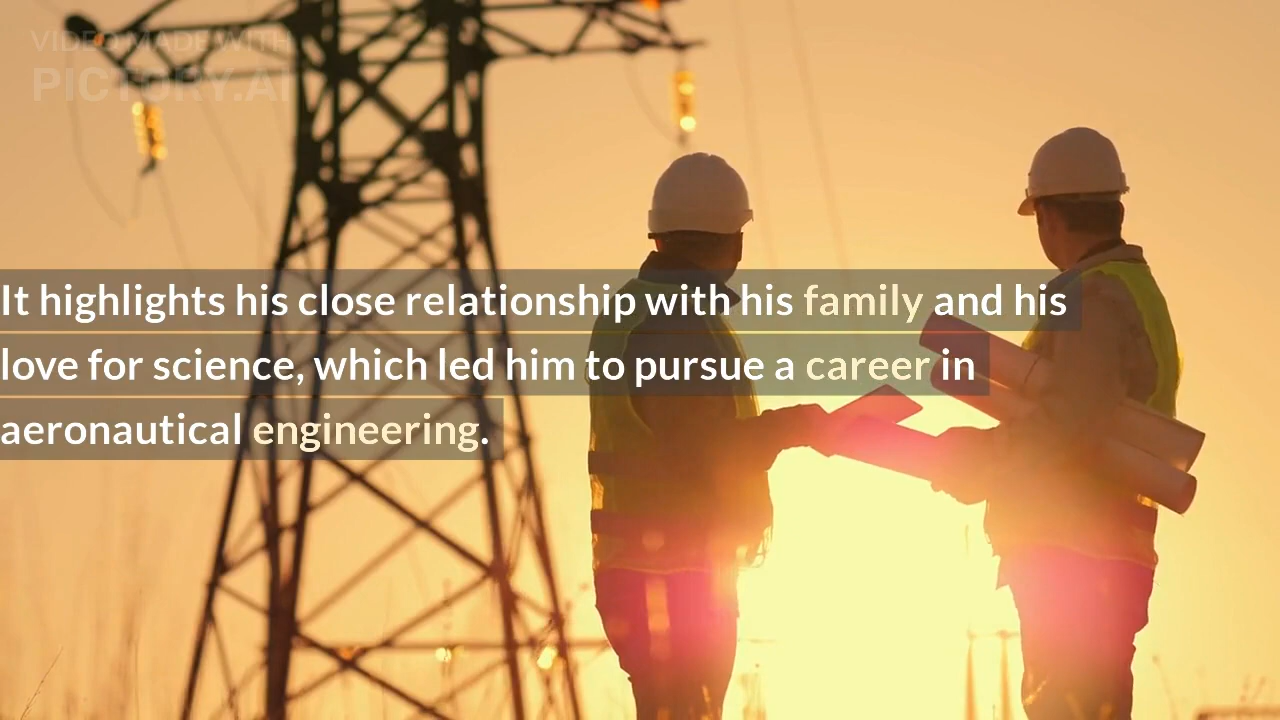 VIDEO MADE WITH
PICTORY.AI
It highlights his close relationship with his family and his
love for science, which led him to pursue a career in
aeronautical engineering.